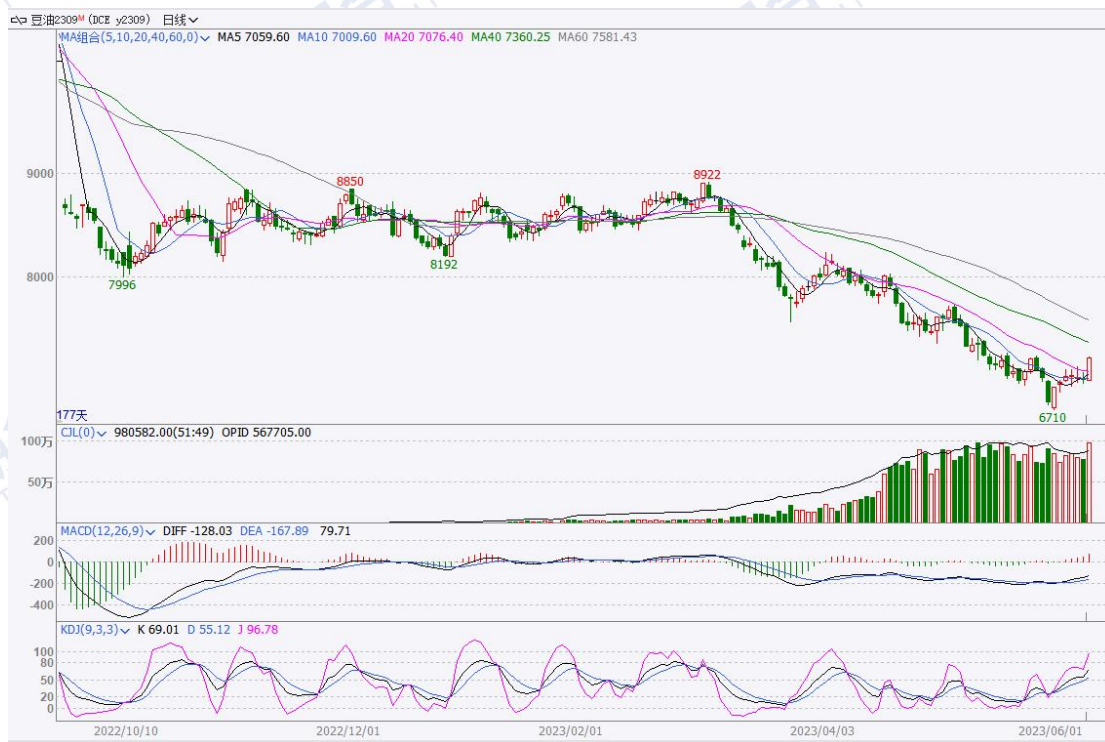 豆油2309M (DCE y2309) 日线
MA组合(5,10,20,40,60,0) MA5 7059.60 MA10 7009.60 MA20 7076.40 MA40 7360.25 MA60 7581.43
9000
8850
8922
8192
8000
7996
6710
177天
CJL(0) 980582.00(51:49) OPID 567705.00
100万
50万
MACD(12,26,9) DIFF -128.03 DEA -167.89 79.71
200
0
-200
-400
KDJ(9,3,3) K 69.01 D 55.12 J 96.78
100
80
50
20
0
2022/10/10 2022/12/01 2023/02/01 2023/04/03 2023/06/01